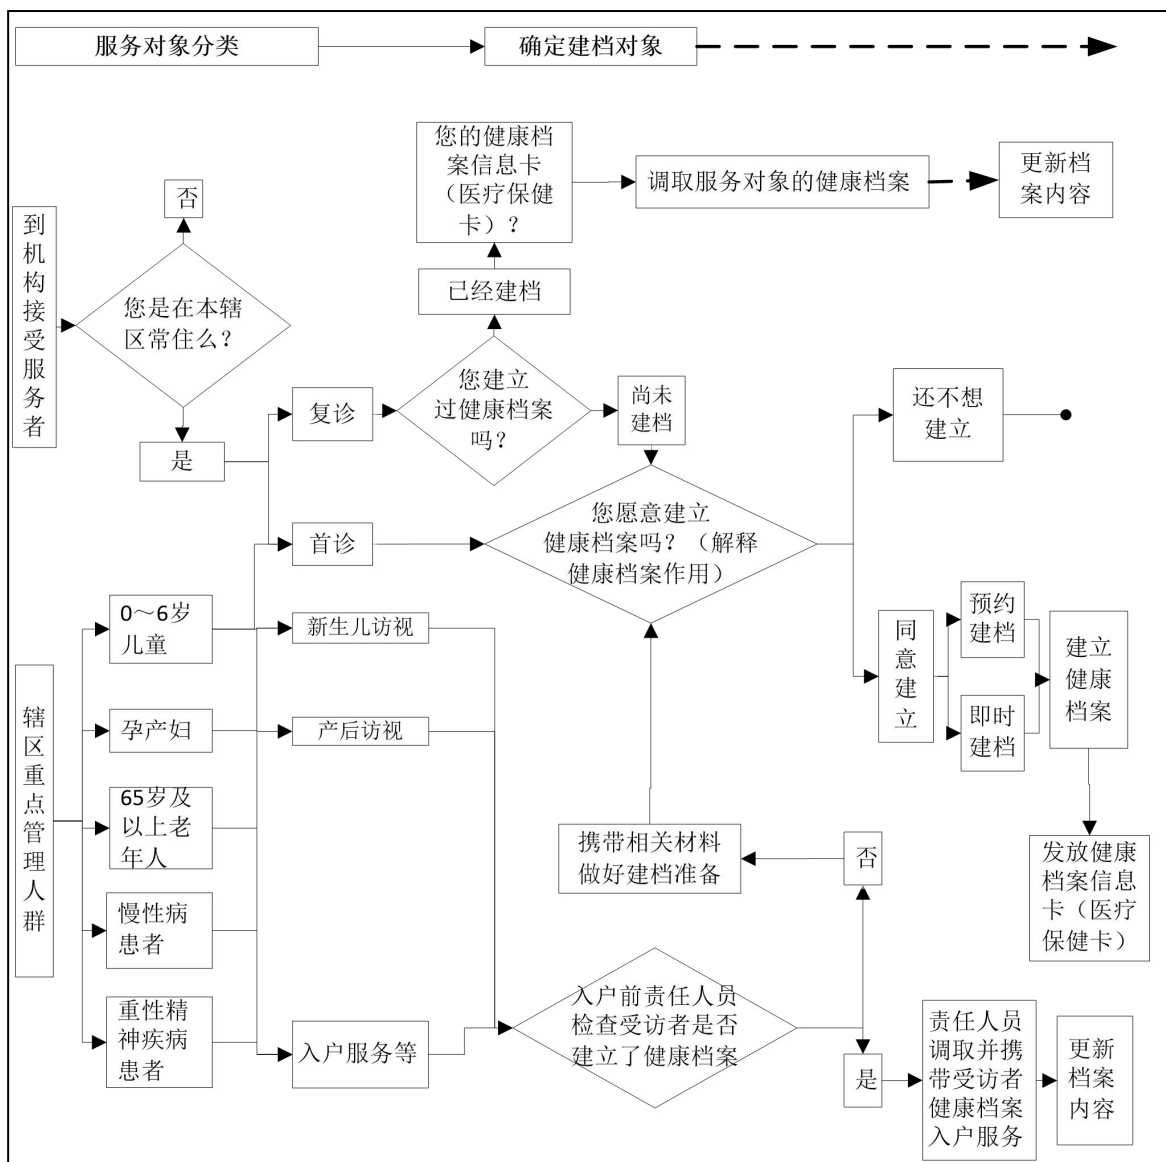 服务对象分类
确定建档对象
您的健康档
案信息卡
（医疗保健
卡）？
调取服务对象的健康档案
更新档
案内容
否
到
机
构
接
受
服
务
者
您是在本辖
区常住么？
已经建档
是
复诊
您建立
过健康档案
吗？
尚未
建档
还不想
建立
首诊
您愿意建立
健康档案吗？（解释
健康档案作用）
同
意
建
立
预约
建档
即时
建档
建立
健康
档案
发放健康
档案信息
卡（医疗
保健卡）
辖
区
重
点
管
理
人
群
0～6岁
儿童
孕产妇
65岁及
以上老
年人
慢性病
患者
重性精
神疾病
患者
新生儿访视
产后访视
入户服务等
携带相关材料
做好建档准备
否
入户前责任人员
检查受访者是否
建立了健康档案
是
责任人员
调取并携
带受访者
健康档案
入户服务
更新
档案
内容